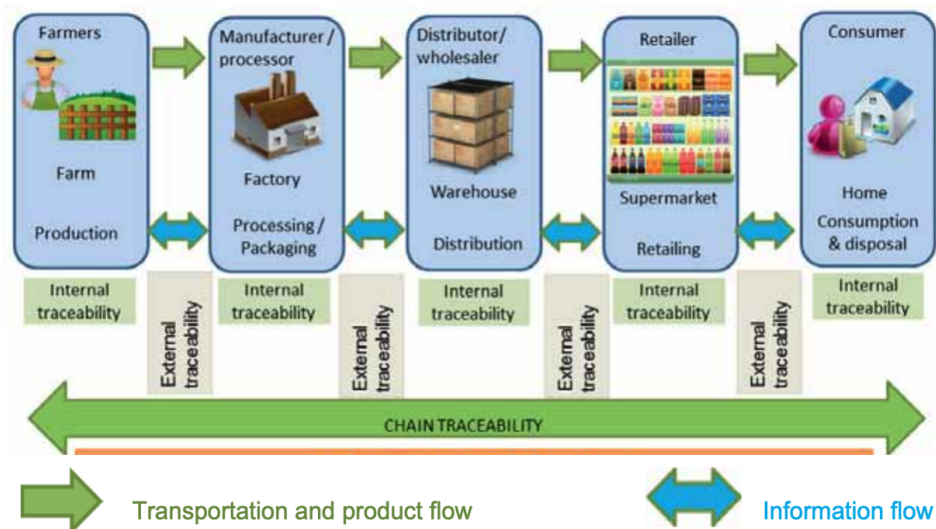 Farmers
Farm
Production
Manufacturer /
processor
Factory
Processing /
Packaging
Distributor/
wholesaler
Warehouse
Distribution
Retailer
Supermarket
Retailing
Consumer
Home
Consumption
& disposal
Internal
traceability
External
traceability
Internal
traceability
External
traceability
Internal
traceability
External
traceability
Internal
traceability
External
traceability
Internal
traceability
CHAIN TRACEABILITY
Transportation and product flow
Information flow